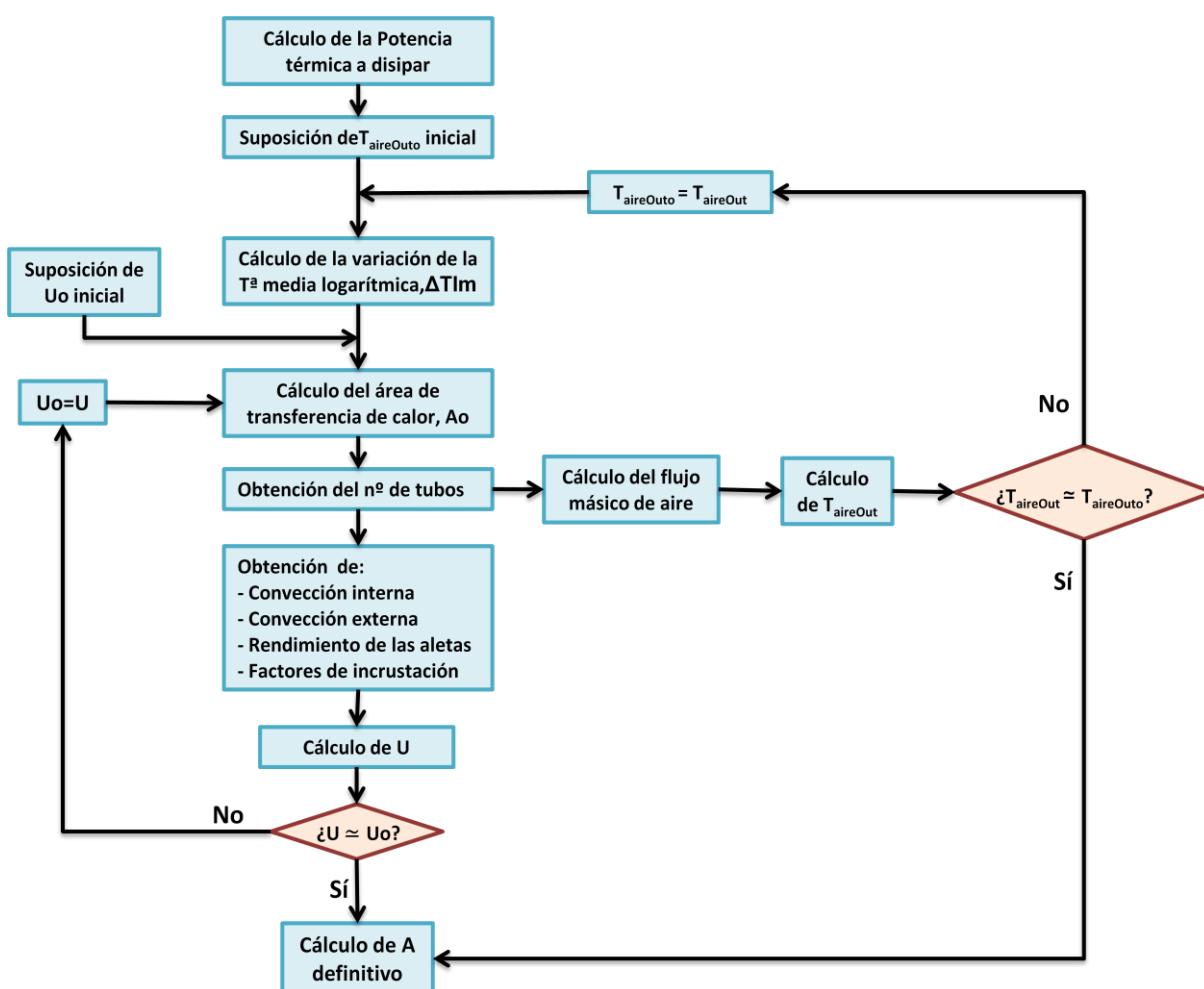 Cálculo de la Potencia
térmica a disipar
Suposición deTaireOuto inicial
TaireOuto = TaireOut
Cálculo de la variación de la
Tª media logarítmica,ΔTlm
Suposición de
Uo inicial
Cálculo del área de
transferencia de calor, Ao
Uo=U
No
Obtención del nº de tubos
Cálculo del flujo
másico de aire
Cálculo
de TaireOut
¿TaireOut ≃ TaireOuto?
Obtención de:
- Convección interna
- Convección externa
- Rendimiento de las aletas
- Factores de incrustación
Sí
Cálculo de U
No
¿U ≃ Uo?
Sí
Cálculo de A
definitivo